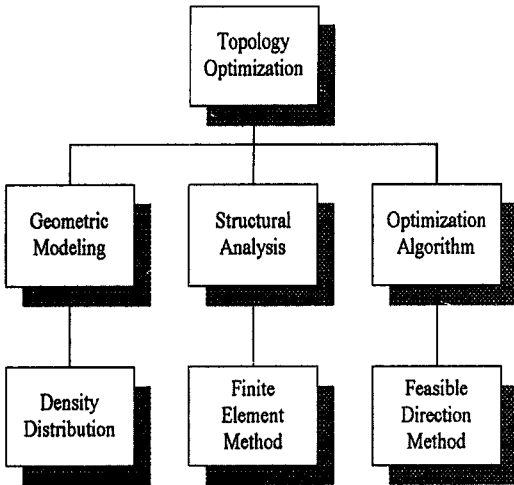 Topology
Optimization
Geometric
Modeling
Structural
Analysis
Optimization
Algorithm
Density
Distribution
Finite
Element
Method
Feasible
Direction
Method